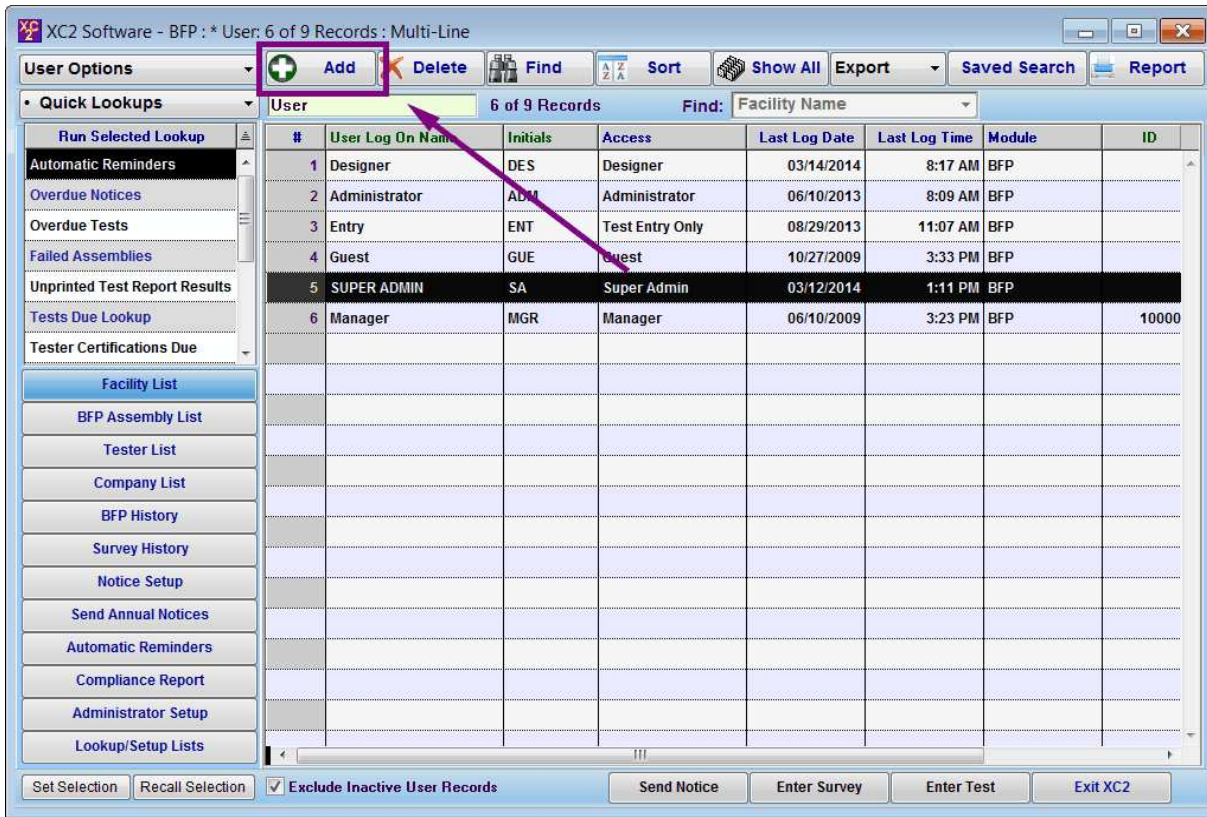 XC2 Software - BFP : * User: 6 of 9 Records : Multi-Line
User Options Add Delete Find Sort Show All Export Saved Search Report
• Quick Lookups User 6 of 9 Records Find: Facility Name
Run Selected Lookup # User Log On Name Initials Access Last Log Date Last Log Time Module ID
Automatic Reminders 1 Designer DES Designer 03/14/2014 8:17 AM BFP
Overdue Notices 2 Administrator ADM Administrator 06/10/2013 8:09 AM BFP
Overdue Tests 3 Entry ENT Test Entry Only 08/29/2013 11:07 AM BFP
Failed Assemblies 4 Guest GUE Guest 10/27/2009 3:33 PM BFP
Unprinted Test Report Results 5 SUPER ADMIN SA Super Admin 03/12/2014 1:11 PM BFP
Tests Due Lookup 6 Manager MGR Manager 06/10/2009 3:23 PM BFP 10000
Tester Certifications Due
Facility List
BFP Assembly List
Tester List
Company List
BFP History
Survey History
Notice Setup
Send Annual Notices
Automatic Reminders
Compliance Report
Administrator Setup
Lookup/Setup Lists
Set Selection Recall Selection Exclude Inactive User Records Send Notice Enter Survey Enter Test Exit XC2